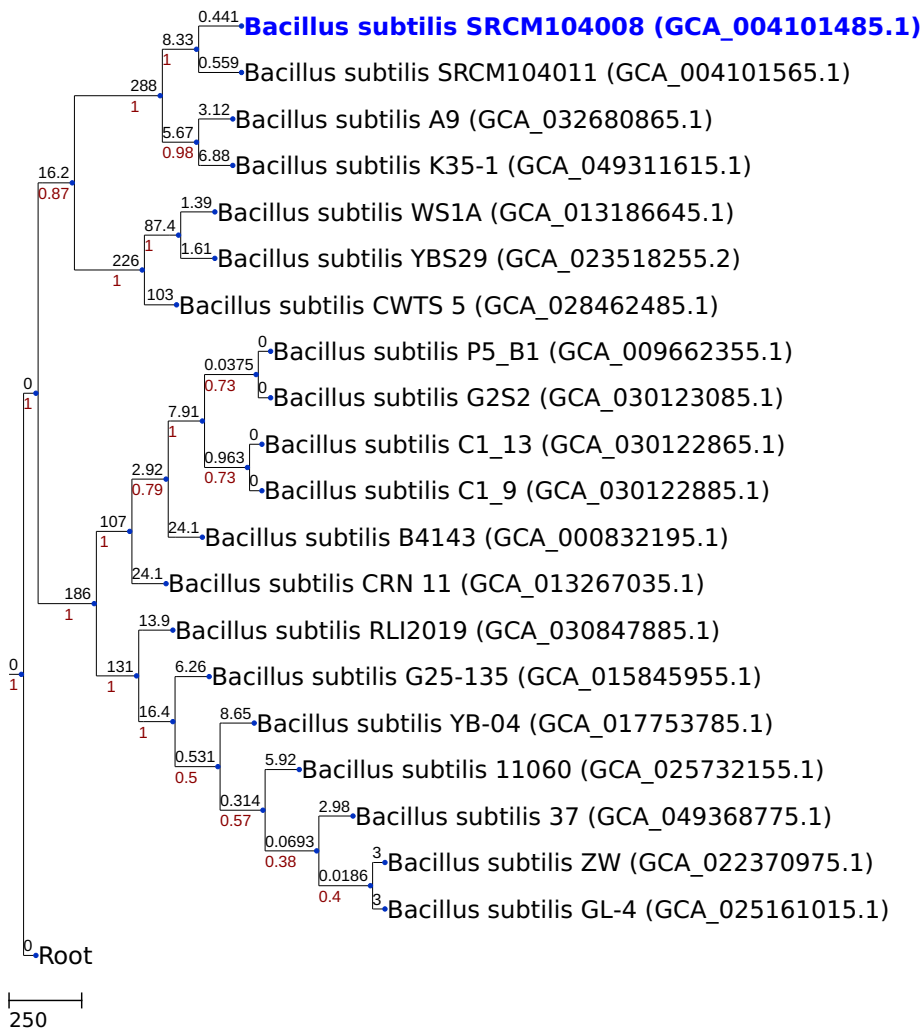 0.441
Bacillus subtilis SRCM104008 (GCA_004101485.1)
8.33
1
0.559
Bacillus subtilis SRCM104011 (GCA_004101565.1)
288
1
3.12
Bacillus subtilis A9 (GCA_032680865.1)
5.67
0.98
6.88
Bacillus subtilis K35-1 (GCA_049311615.1)
16.2
0.87
1.39
Bacillus subtilis WS1A (GCA_013186645.1)
87.4
1
1.61
Bacillus subtilis YBS29 (GCA_023518255.2)
226
1
103
Bacillus subtilis CWTS 5 (GCA_028462485.1)
0
Bacillus subtilis P5_B1 (GCA_009662355.1)
0.0375
0.73
0
Bacillus subtilis G2S2 (GCA_030123085.1)
0
1
7.91
1
0
Bacillus subtilis C1_13 (GCA_030122865.1)
0.963
0.73
0
Bacillus subtilis C1_9 (GCA_030122885.1)
2.92
0.79
24.1
Bacillus subtilis B4143 (GCA_000832195.1)
107
1
24.1
Bacillus subtilis CRN 11 (GCA_013267035.1)
186
1
13.9
Bacillus subtilis RLI2019 (GCA_030847885.1)
0
1
131
1
6.26
Bacillus subtilis G25-135 (GCA_015845955.1)
16.4
1
8.65
Bacillus subtilis YB-04 (GCA_017753785.1)
0.531
0.5
5.92
Bacillus subtilis 11060 (GCA_025732155.1)
0.314
0.57
2.98
Bacillus subtilis 37 (GCA_049368775.1)
0.0693
0.38
3
Bacillus subtilis ZW (GCA_022370975.1)
0.0186
0.4
3
Bacillus subtilis GL-4 (GCA_025161015.1)
0
Root
250